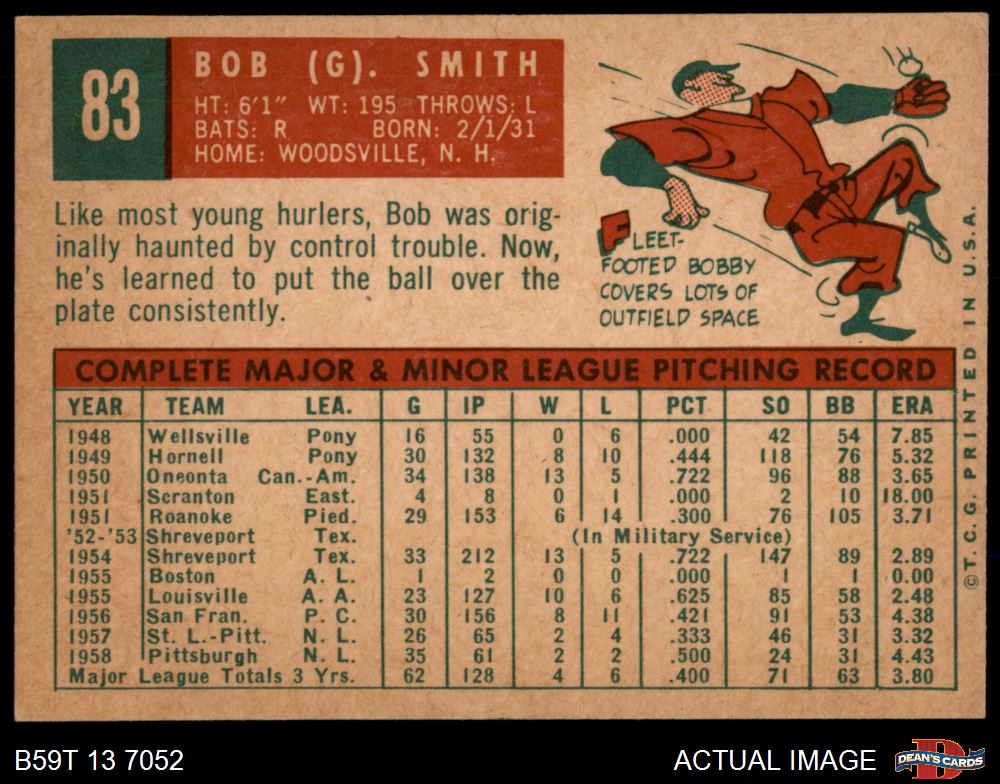 83
BOB (G). SMITH
HT: 6'1" WT: 195 THROWS: L
BATS: R BORN: 2/1/31
HOME: WOODSVILLE, N. H.
Like most young hurlers, Bob was orig-
inally haunted by control trouble. Now,
he's learned to put the ball over the
plate consistently.
FLEET-
FOOTED BOBBY
COVERS LOTS OF
OUTFIELD SPACE
COMPLETE MAJOR & MINOR LEAGUE PITCHING RECORD
YEAR TEAM LEA. G IP W L PCT SO BB ERA
1948 Wellsville Pony 16 55 0 6 .000 42 54 7.85
1949 Hornell Pony 30 132 8 10 .444 118 76 5.32
1950 Oneonta Can.-Am. 34 138 13 5 .722 96 88 3.65
1951 Scranton East. 4 8 0 1 .000 2 10 18.00
1951 Roanoke Pied. 29 153 6 14 .300 76 105 3.71
'52-'53 Shreveport Tex. (In Military Service)
1954 Shreveport Tex. 33 212 13 5 .722 147 89 2.89
1955 Boston A. L. 1 2 0 0 .000 1 1 0.00
1955 Louisville A. A. 23 127 10 6 .625 85 58 2.48
1956 San Fran. P. C. 30 156 8 11 .421 91 53 4.38
1957 St. L.-Pitt. N. L. 26 65 2 4 .333 46 31 3.32
1958 Pittsburgh N. L. 35 61 2 2 .500 24 31 4.43
Major League Totals 3 Yrs. 62 128 4 6 .400 71 63 3.80
©T. C. G. PRINTED IN U.S.A.
B59T 13 7052
ACTUAL IMAGE
D
DEAN'S CARDS